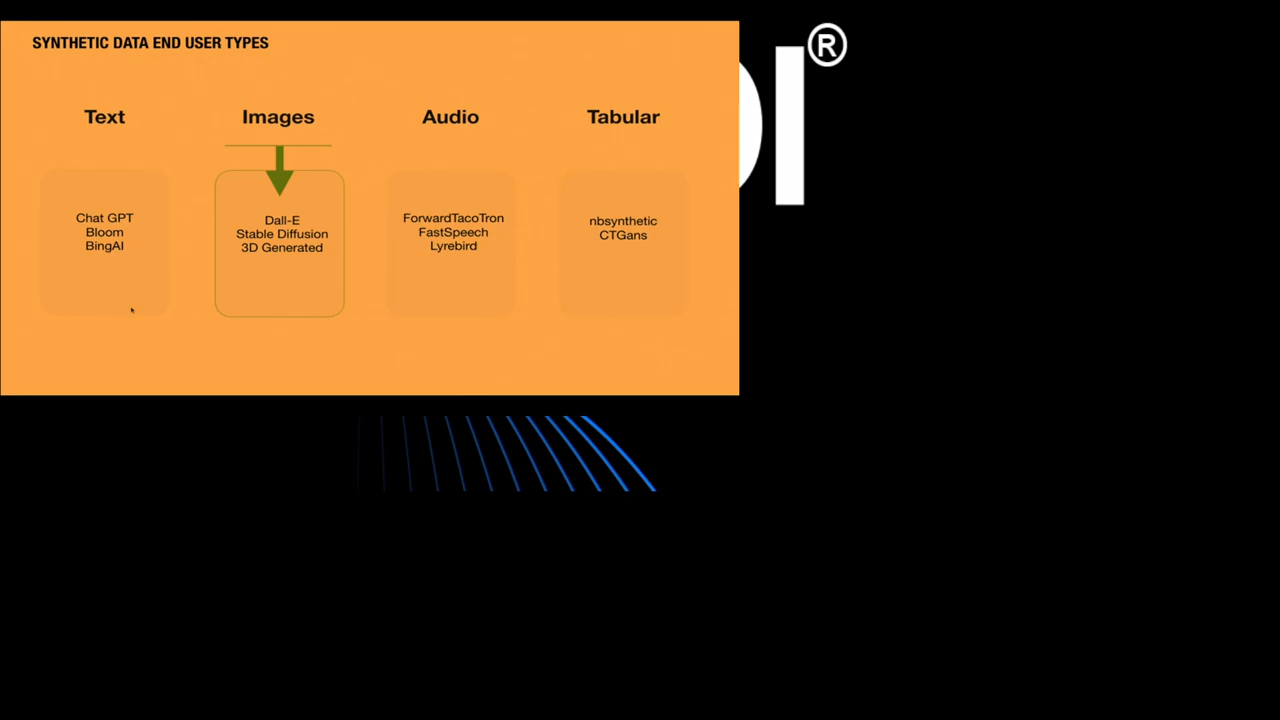 SYNTHETIC DATA END USER TYPES
Text
Images
Audio
Tabular
Chat GPT
Bloom
BingAI
Dall-E
Stable Diffusion
3D Generated
ForwardTacoTron
FastSpeech
Lyrebird
nbsynthetic
CTGans
®